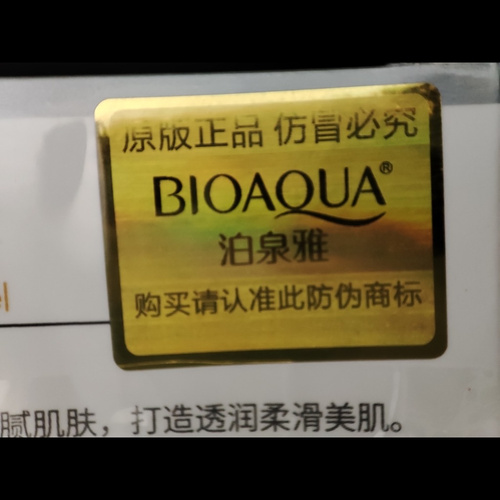 原版正品 仿冒必究
BIOAQUA®
泊泉雅
购买请认准此防伪商标
el
腻肌肤，打造透润柔滑美肌。